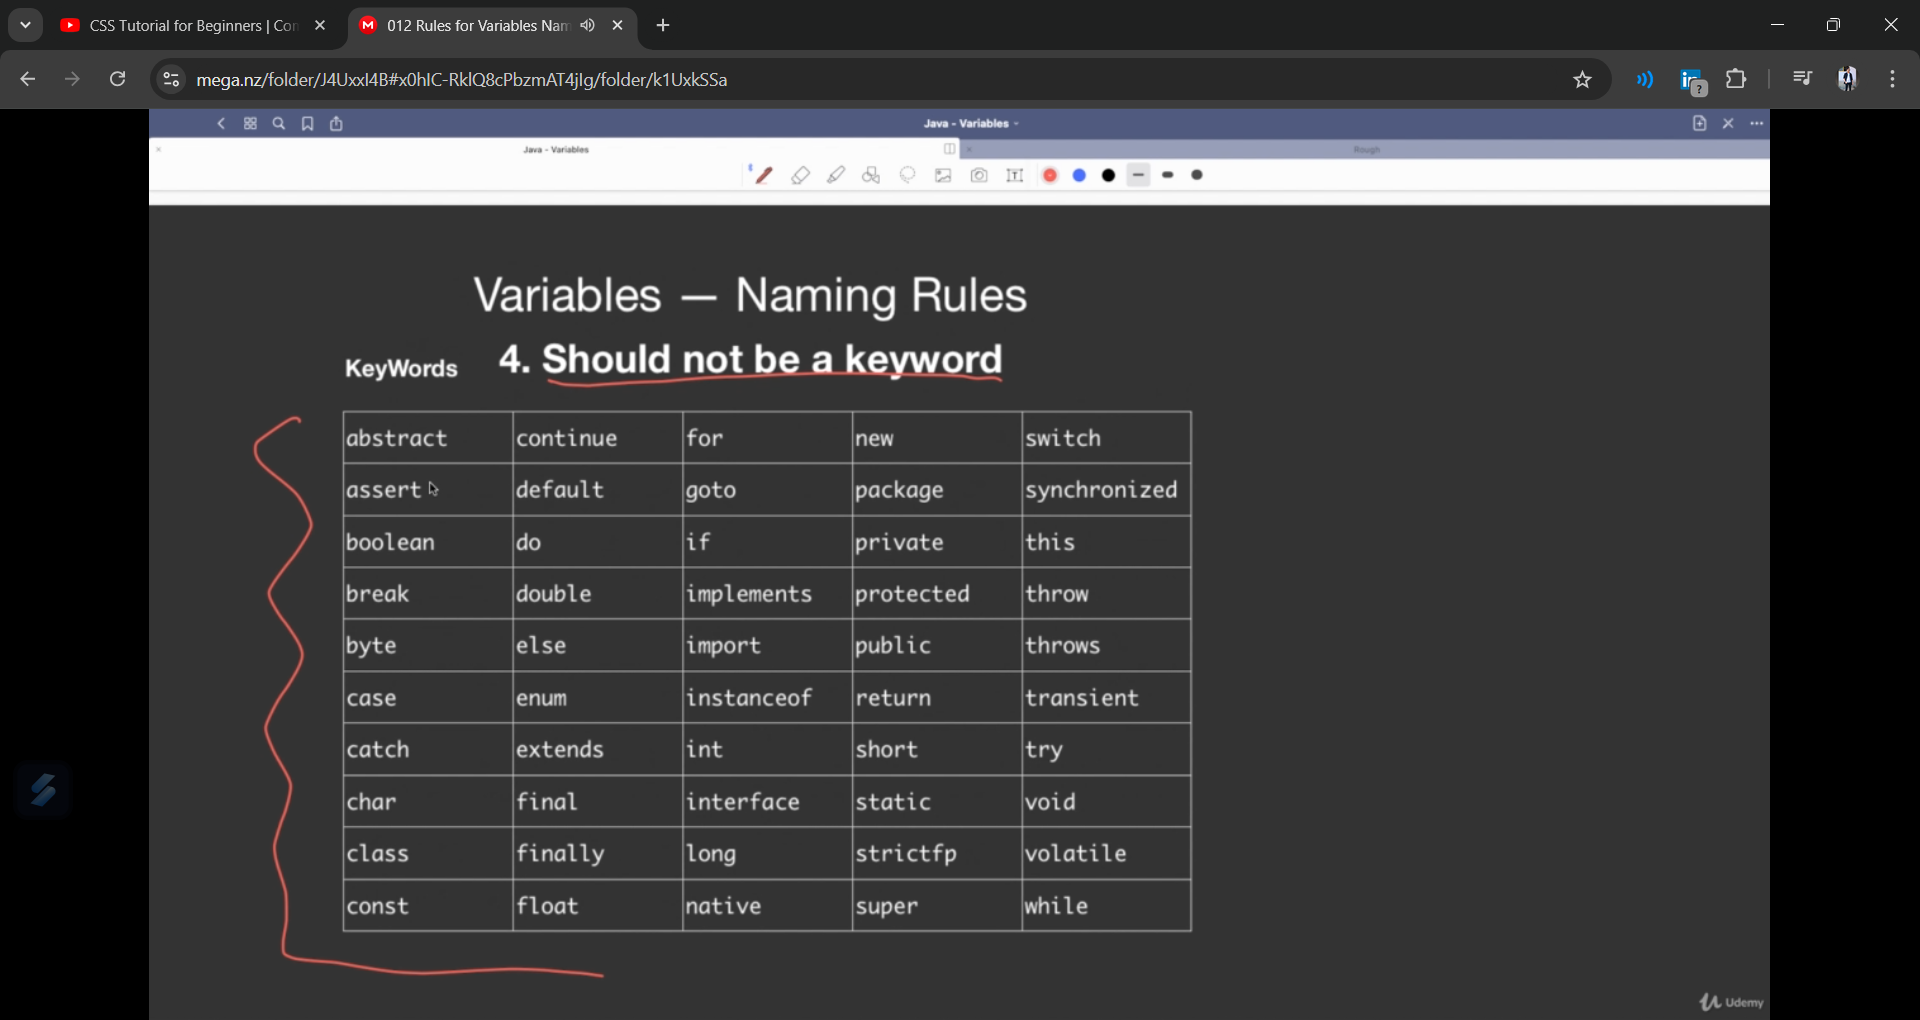 CSS Tutorial for Beginners | Con
012 Rules for Variables Nam
mega.nz/folder/J4UxxI4B#x0hIC-RklQ8cPbzmAT4jlg/folder/k1UxkSSa
Java - Variables
Java - Variables
Rough
Variables — Naming Rules
KeyWords 4. Should not be a keyword
abstract continue for new switch
assert default goto package synchronized
boolean do if private this
break double implements protected throw
byte else import public throws
case enum instanceof return transient
catch extends int short try
char final interface static void
class finally long strictfp volatile
const float native super while
Udemy